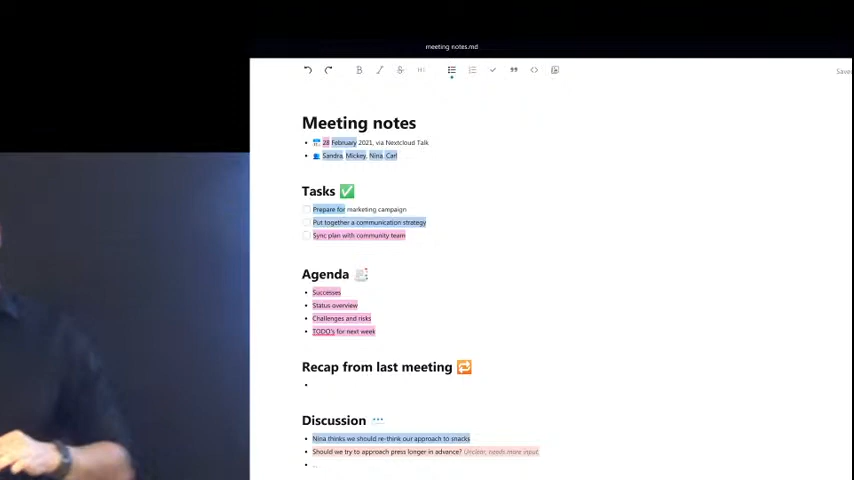 meeting notes.md
Saved
Meeting notes
28 February 2021, via Nextcloud Talk
Sandra, Mickey, Nina, Carl
Tasks ✅
Prepare for marketing campaign
Put together a communication strategy
Sync plan with community team
Agenda
Successes
Status overview
Challenges and risks
TODO's for next week
Recap from last meeting 🔁
Discussion 💬
Nina thinks we should re-think our approach to snacks
Should we try to approach press longer in advance? Unclear, needs more input.
...